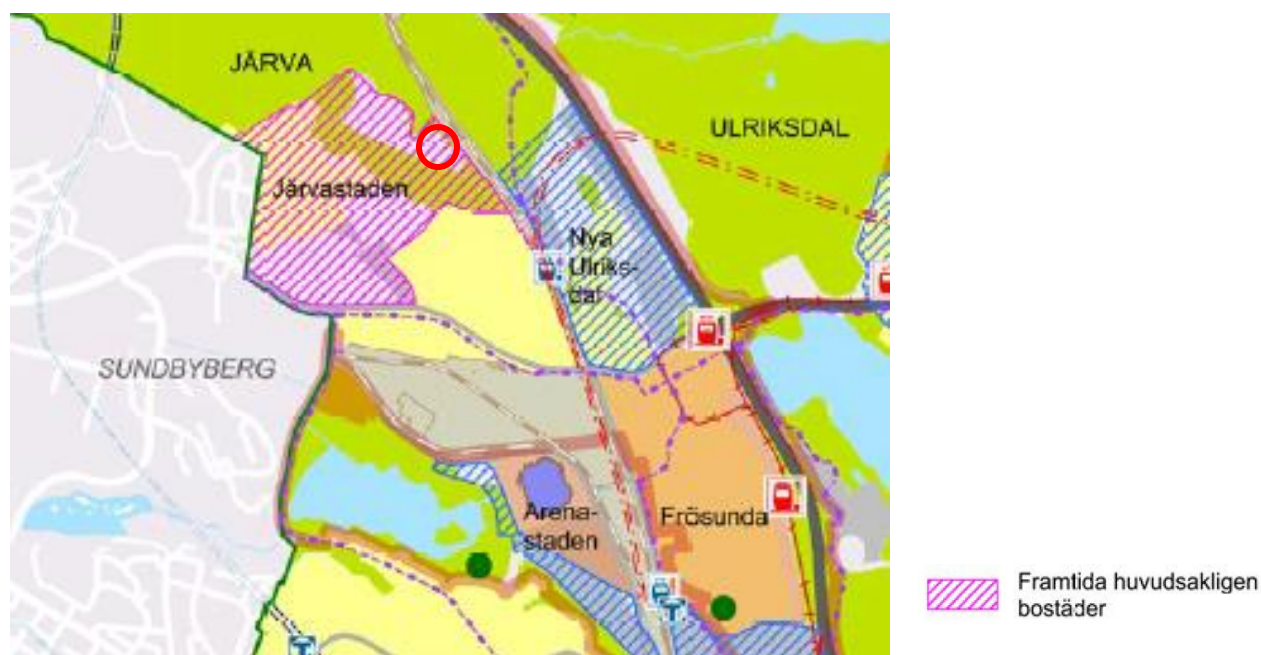 JÄRVA
ULRIKSDAL
Järvastaden
Nya
Ulriks-
dal
SUNDBYBERG
Arena-
staden
Frösunda
Framtida huvudsakligen
bostäder